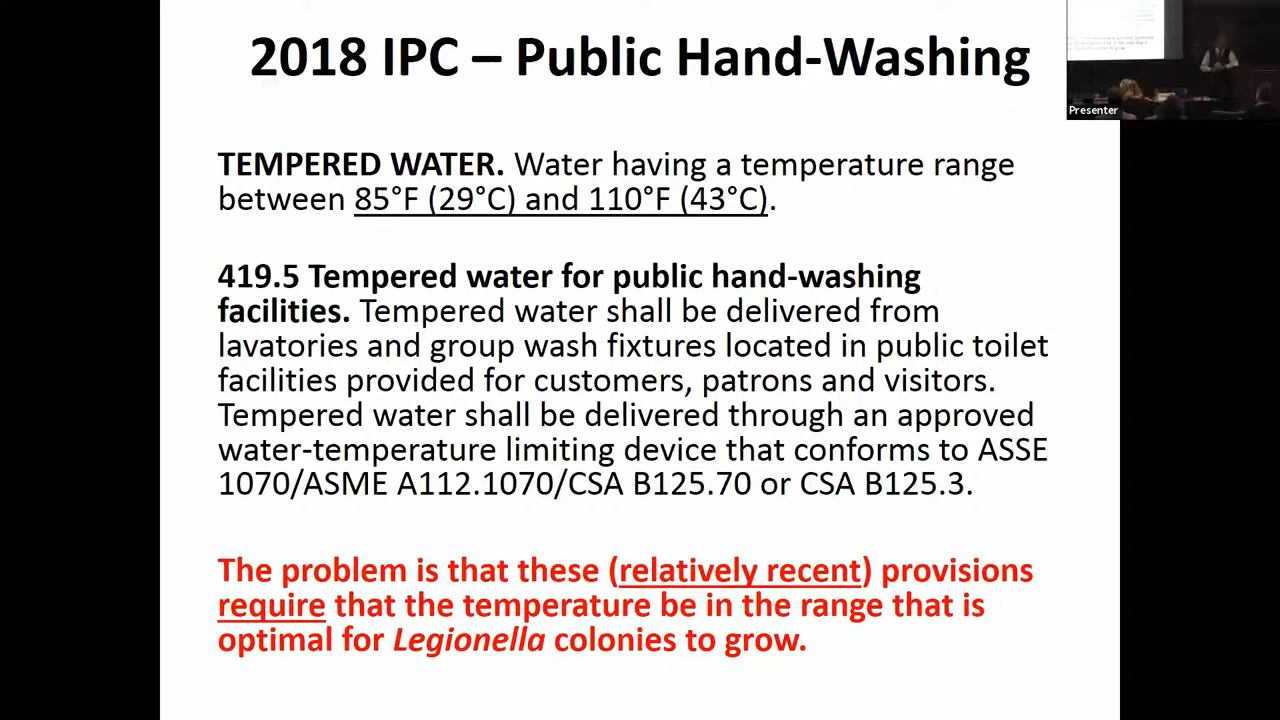 2018 IPC – Public Hand-Washing
Presenter
TEMPERED WATER. Water having a temperature range
between 85°F (29°C) and 110°F (43°C).
419.5 Tempered water for public hand-washing
facilities. Tempered water shall be delivered from
lavatories and group wash fixtures located in public toilet
facilities provided for customers, patrons and visitors.
Tempered water shall be delivered through an approved
water-temperature limiting device that conforms to ASSE
1070/ASME A112.1070/CSA B125.70 or CSA B125.3.
The problem is that these (relatively recent) provisions
require that the temperature be in the range that is
optimal for Legionella colonies to grow.